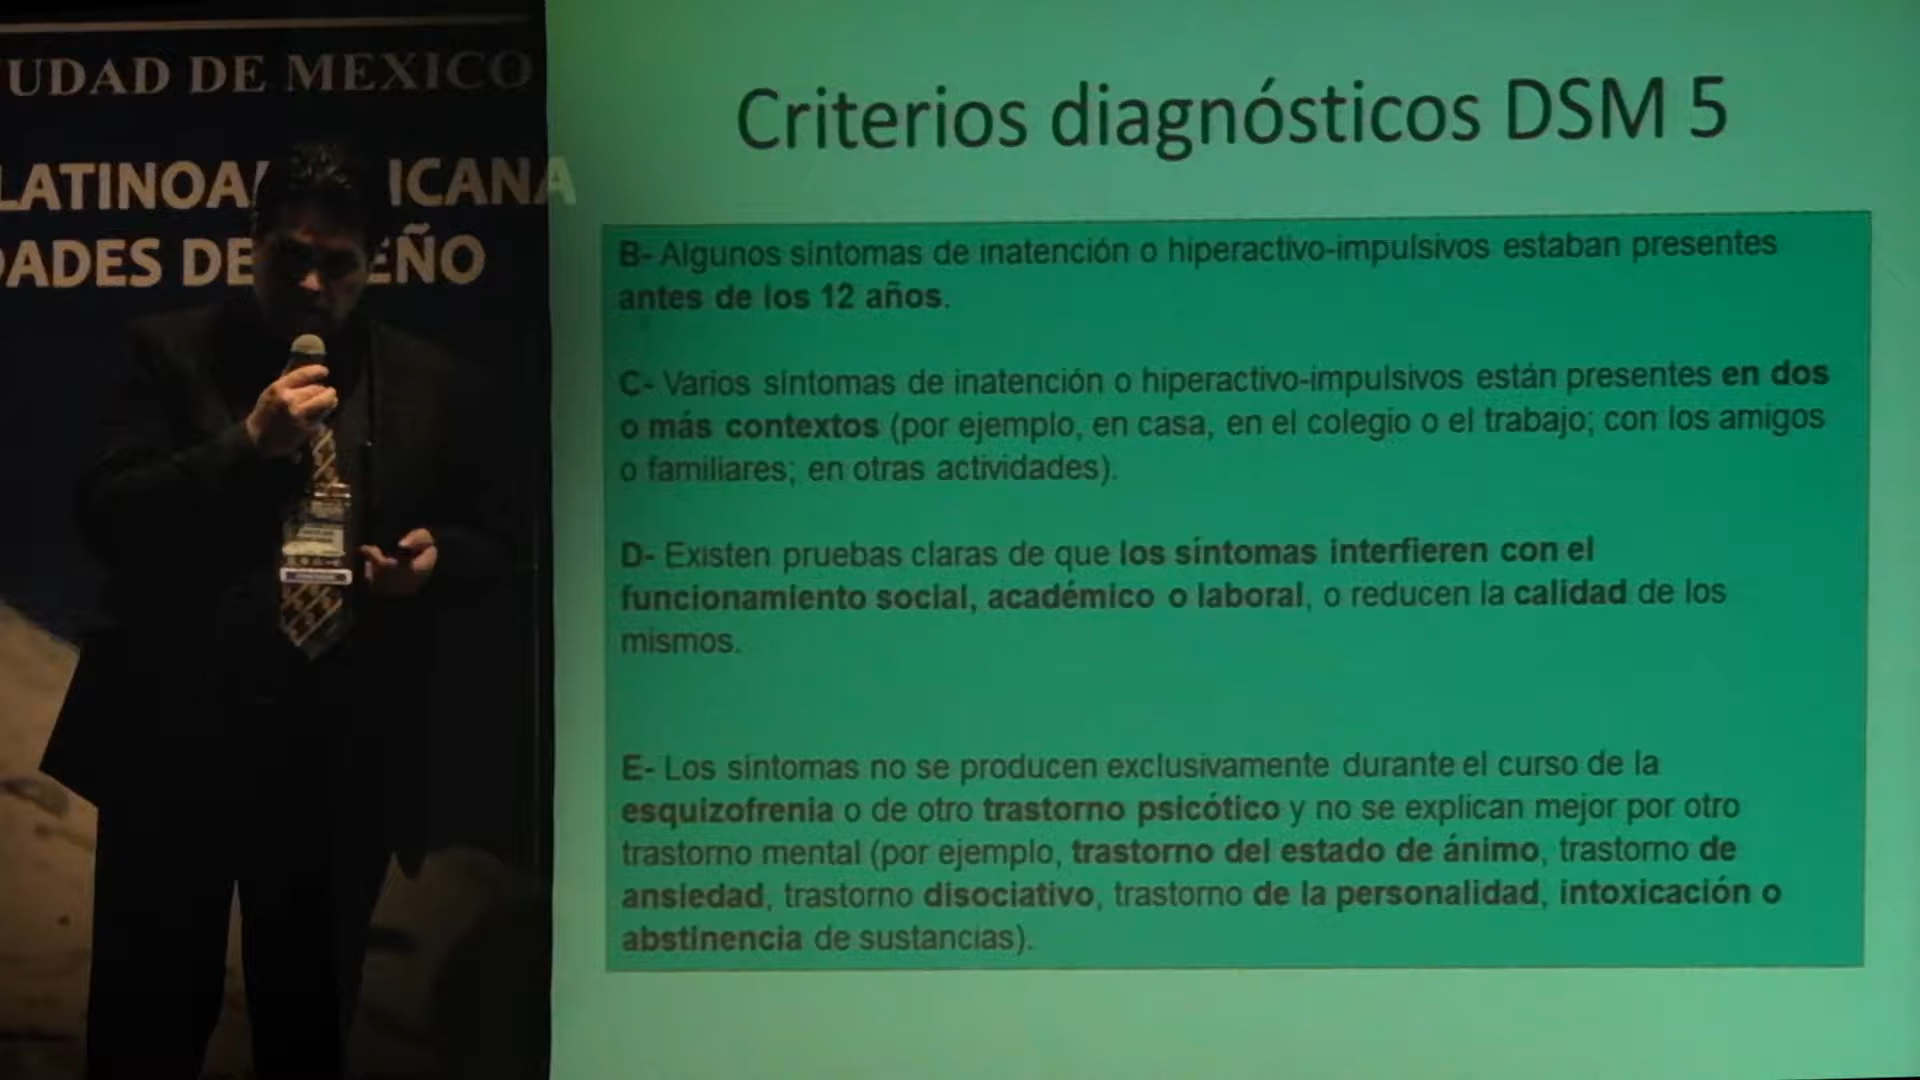 UDAD DE MEXICO
LATINOA ICANA
DADES DE EÑO
Criterios diagnósticos DSM 5
B- Algunos síntomas de inatención o hiperactivo-impulsivos estaban presentes
antes de los 12 años.
C- Varios síntomas de inatención o hiperactivo-impulsivos están presentes en dos
o más contextos (por ejemplo, en casa, en el colegio o el trabajo; con los amigos
o familiares; en otras actividades).
D- Existen pruebas claras de que los síntomas interfieren con el
funcionamiento social, académico o laboral, o reducen la calidad de los
mismos.
E- Los síntomas no se producen exclusivamente durante el curso de la
esquizofrenia o de otro trastorno psicótico y no se explican mejor por otro
trastorno mental (por ejemplo, trastorno del estado de ánimo, trastorno de
ansiedad, trastorno disociativo, trastorno de la personalidad, intoxicación o
abstinencia de sustancias).